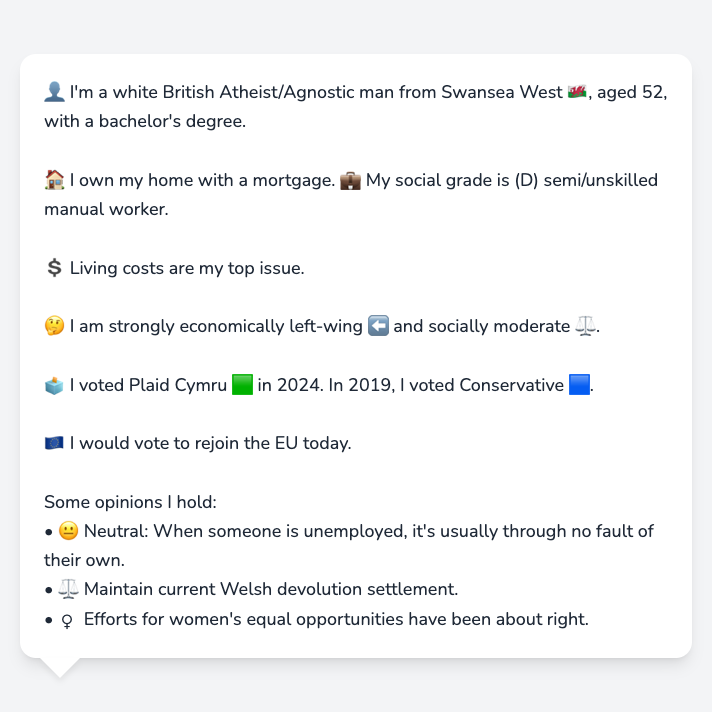 👤 I'm a white British Atheist/Agnostic man from Swansea West 🏴󠁧󠁢󠁷󠁬󠁳󠁿, aged 52,
with a bachelor's degree.
🏠 I own my home with a mortgage. 💼 My social grade is (D) semi/unskilled
manual worker.
💲 Living costs are my top issue.
🤔 I am strongly economically left-wing ⬅️ and socially moderate ⚖️.
🗳️ I voted Plaid Cymru 🟩 in 2024. In 2019, I voted Conservative 🟦.
🇪🇺 I would vote to rejoin the EU today.
Some opinions I hold:
• 😐 Neutral: When someone is unemployed, it's usually through no fault of
their own.
• ⚖️ Maintain current Welsh devolution settlement.
• ♀️ Efforts for women's equal opportunities have been about right.